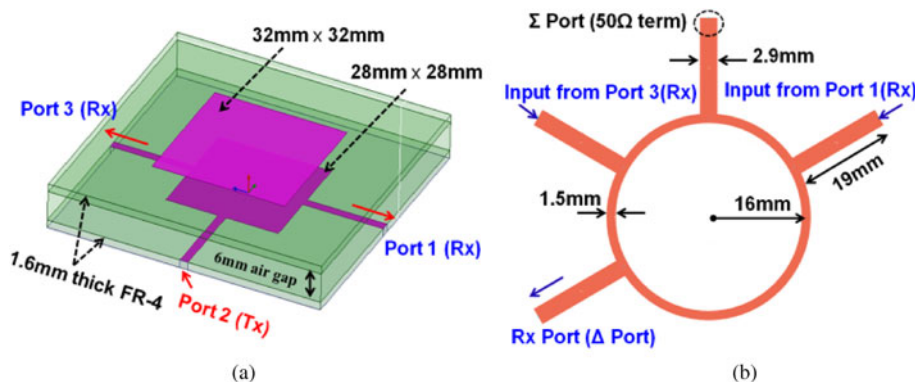 32mm x 32mm
28mm x 28mm
Port 3 (Rx)
Port 1 (Rx)
1.6mm thick FR-4
6mm air gap
Port 2 (Tx)
(a)
Σ Port (50Ω term)
2.9mm
Input from Port 3(Rx)
Input from Port 1(Rx)
19mm
1.5mm
16mm
Rx Port (Δ Port)
(b)